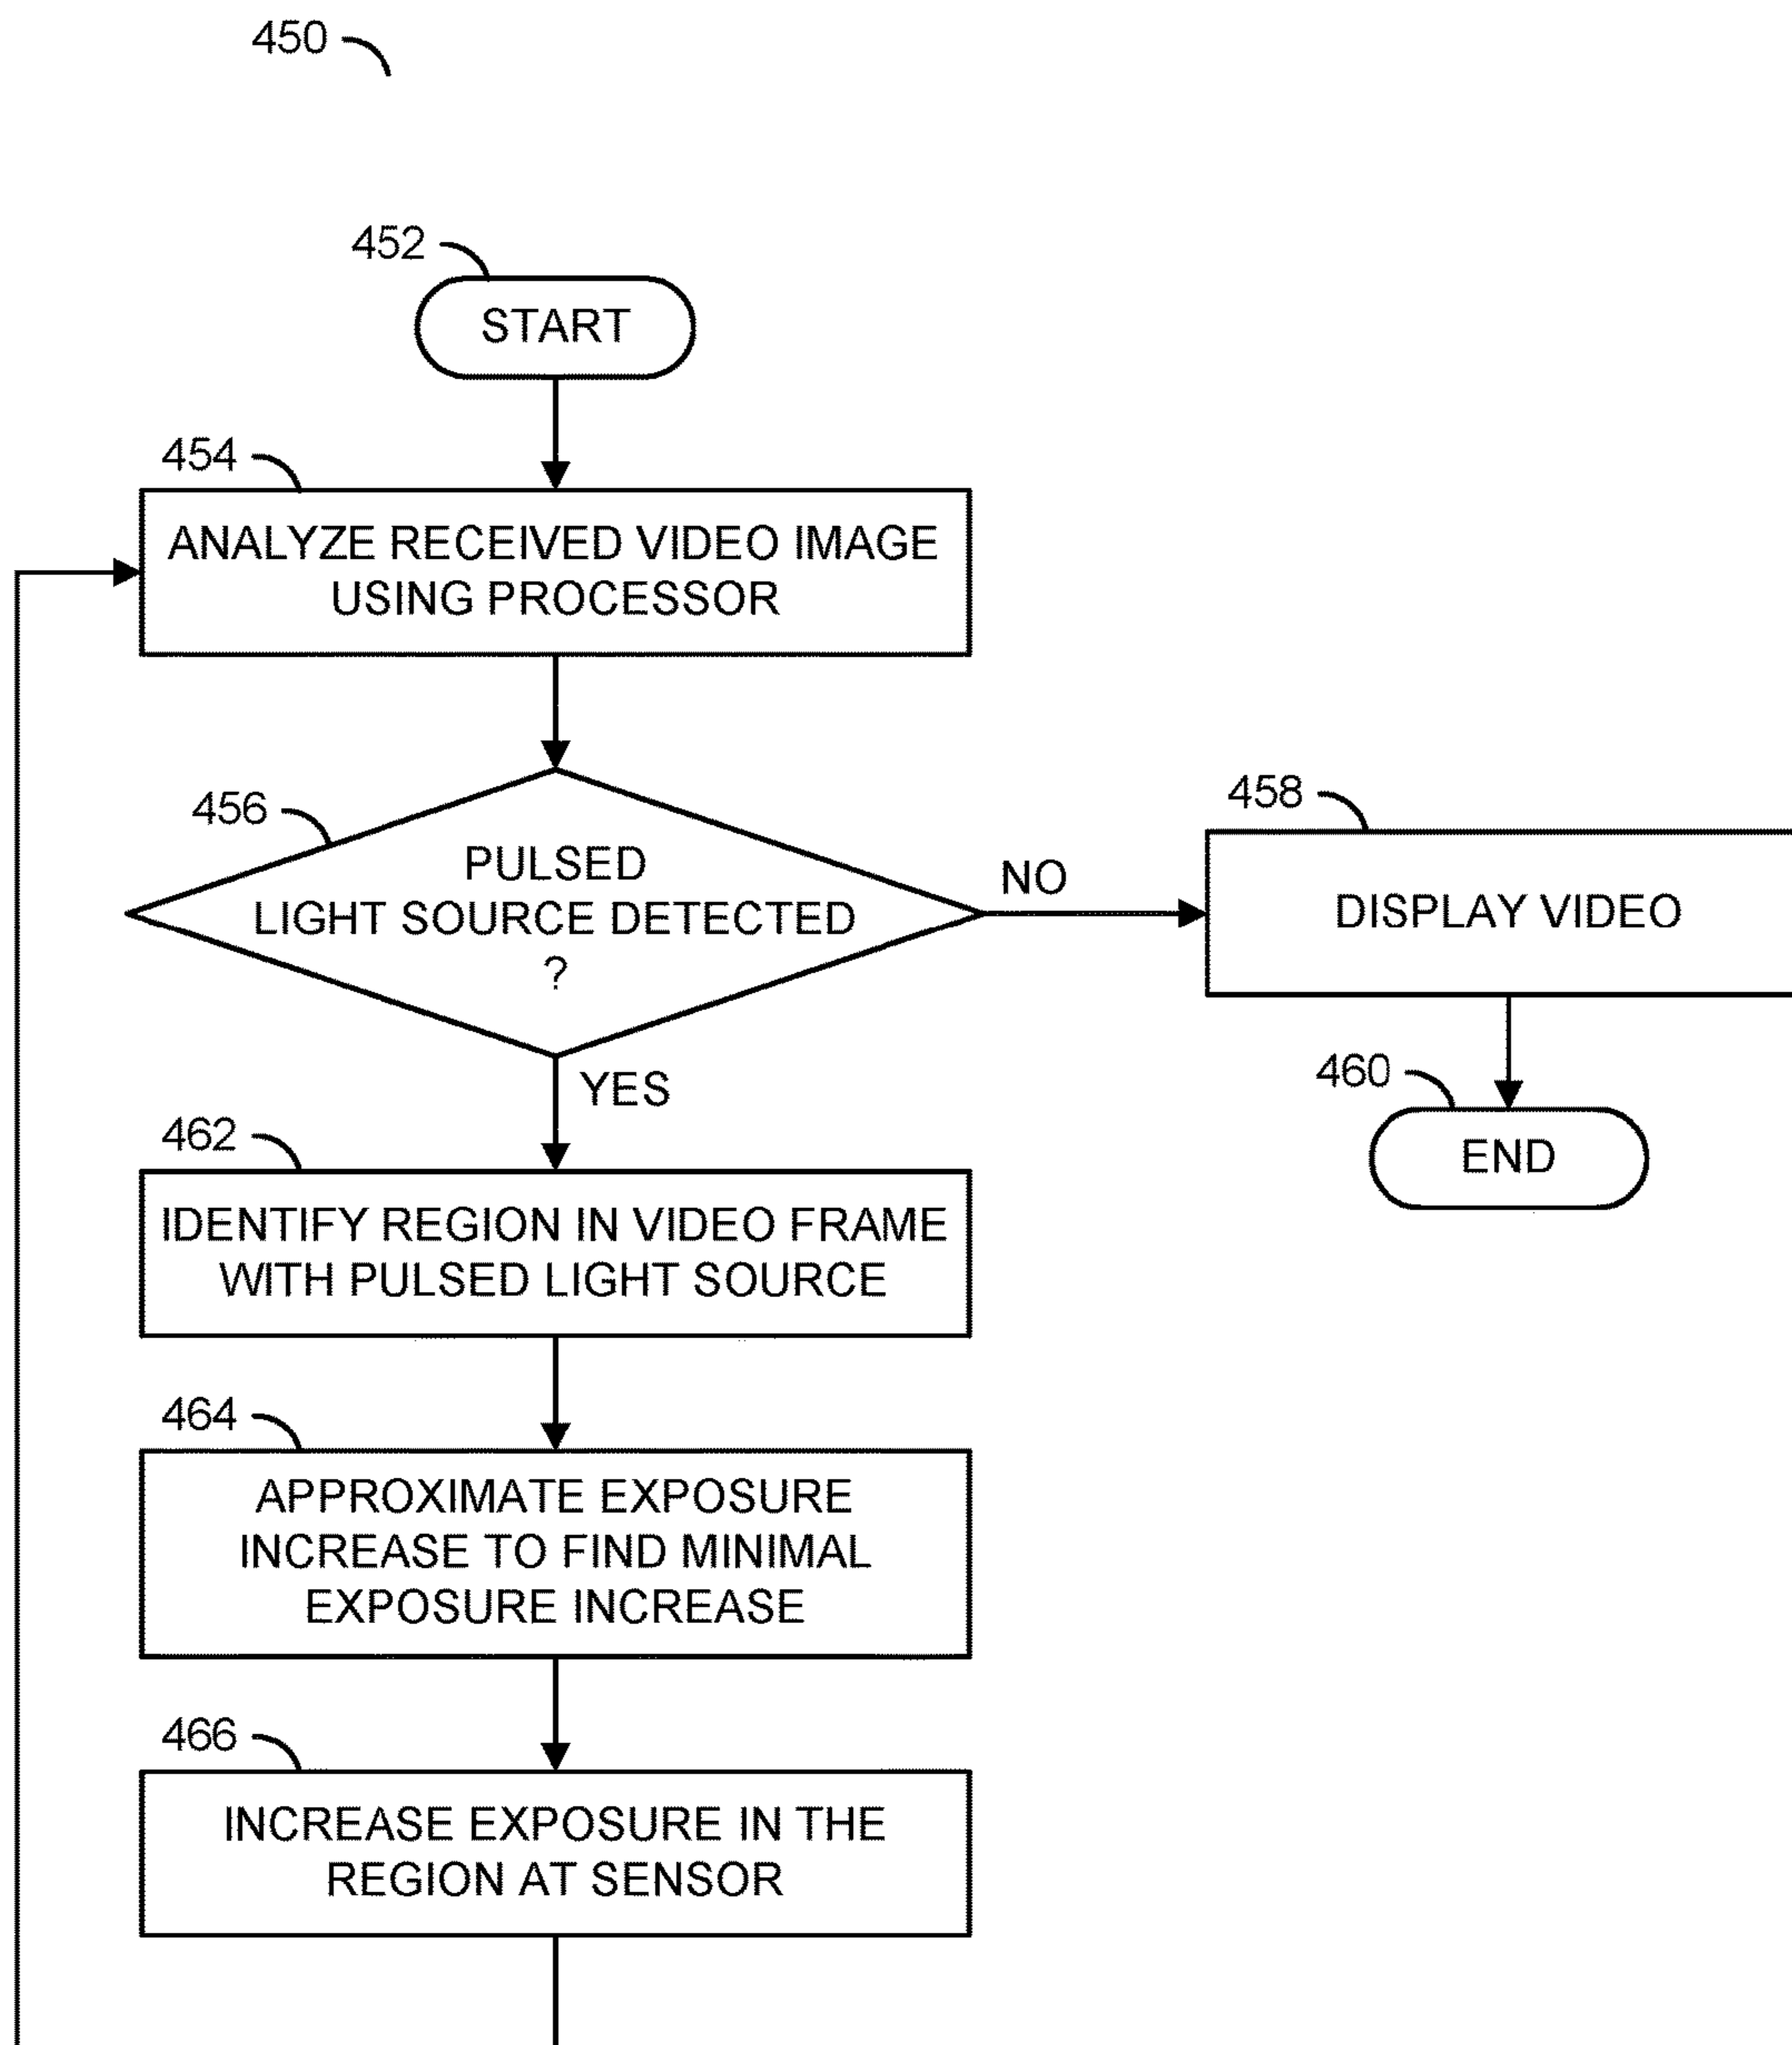 450
452
START
454
ANALYZE RECEIVED VIDEO IMAGE
USING PROCESSOR
456
PULSED
LIGHT SOURCE DETECTED
?
NO
458
DISPLAY VIDEO
YES
460
END
462
IDENTIFY REGION IN VIDEO FRAME
WITH PULSED LIGHT SOURCE
464
APPROXIMATE EXPOSURE
INCREASE TO FIND MINIMAL
EXPOSURE INCREASE
466
INCREASE EXPOSURE IN THE
REGION AT SENSOR